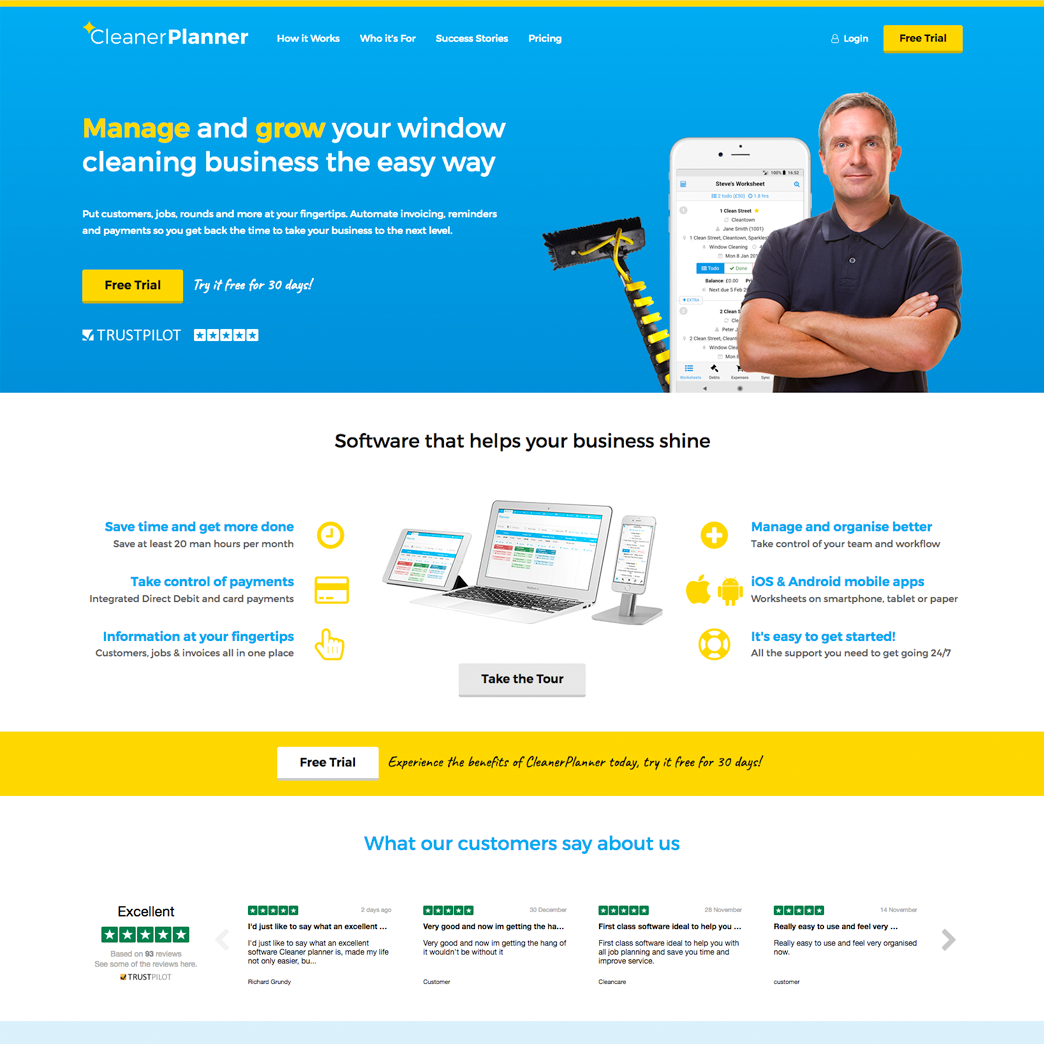 CleanerPlanner
How it Works
Who it's For
Success Stories
Pricing
Login
Free Trial
Manage and grow your window
cleaning business the easy way
Put customers, jobs, rounds and more at your fingertips. Automate invoicing, reminders
and payments so you get back the time to take your business to the next level.
Free Trial
Try it free for 30 days!
TRUSTPILOT
100% 16:32
Steve's Worksheet
2 todo (£50) 1.8 hrs
1 Clean Street
Cleantown
Jane Smith (1001)
1 Clean Street, Cleantown, Sparkles
Window Cleaning
Mon 8 Jan
Todo
Done
Balance: £0.00
Next due 5 Feb
+ EXTRA
2 Clean
Peter
2 Clean Street,
Window
Mon
Worksheets
Debts
Expenses
Sync
Software that helps your business shine
Save time and get more done
Save at least 20 man hours per month
Take control of payments
Integrated Direct Debit and card payments
Information at your fingertips
Customers, jobs & invoices all in one place
Manage and organise better
Take control of your team and workflow
iOS & Android mobile apps
Worksheets on smartphone, tablet or paper
It's easy to get started!
All the support you need to get going 24/7
Take the Tour
Free Trial
Experience the benefits of CleanerPlanner today, try it free for 30 days!
What our customers say about us
Excellent
Based on 93 reviews
See some of the reviews here.
TRUSTPILOT
2 days ago
I'd just like to say what an excellent ...
I'd just like to say what an excellent
software Cleaner planner is, made my life
not only easier, bu...
Richard Grundy
30 December
Very good and now im getting the ha...
Very good and now im getting the hang of
it wouldn't be without it
Customer
28 November
First class software ideal to help you ...
First class software ideal to help you with
all job planning and save you time and
improve service.
Cleancare
14 November
Really easy to use and feel very ...
Really easy to use and feel very organised
now.
customer